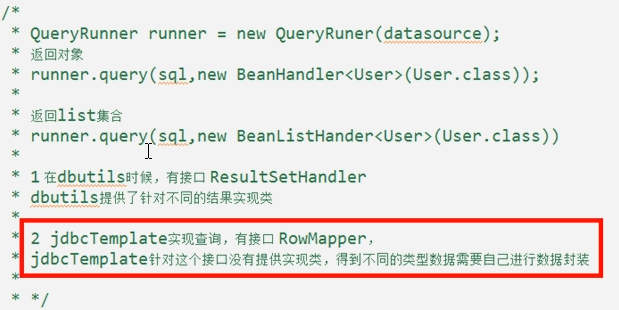 /*
* QueryRunner runner = new QueryRuner(datasource);
* 返回对象
* runner.query(sql,new BeanHandler<User>(User.class));
*
* 返回list集合
* runner.query(sql,new BeanListHander<User>(User.class))
*
* 1 在dbutils时候，有接口 ResultSetHandler
* dbutils提供了针对不同的结果实现类
*
* 2 jdbcTemplate实现查询，有接口 RowMapper，
* jdbcTemplate针对这个接口没有提供实现类，得到不同的类型数据需要自己进行数据封装
*
* */